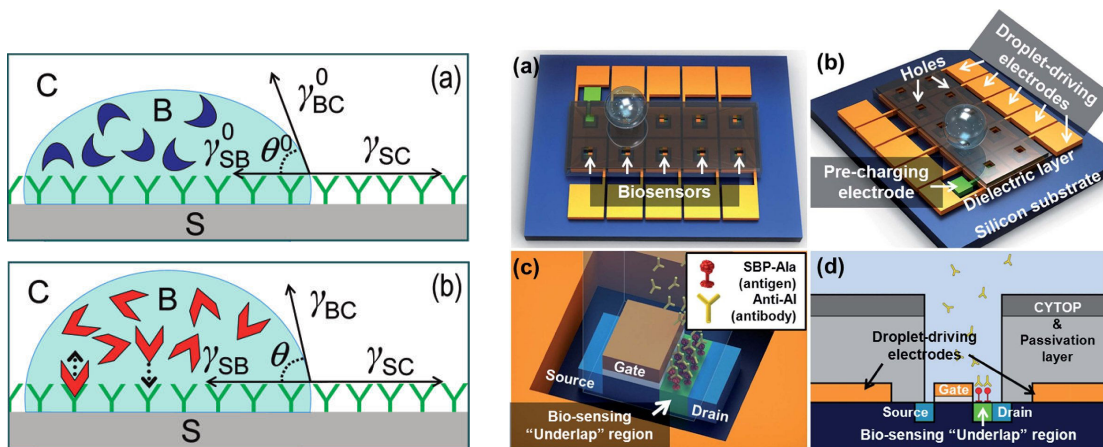 (a)
C
B
γ⁰BC
γ⁰SB
θ⁰
γSC
S
(b)
C
B
γBC
γSB
θ
γSC
S
(a)
Biosensors
(b)
Droplet-driving
electrodes
Holes
Pre-charging
electrode
Dielectric layer
Silicon substrate
(c)
SBP-Ala
(antigen)
Anti-AI
(antibody)
Gate
Source
Drain
Bio-sensing
“Underlap” region
(d)
CYTOP
&
Passivation
layer
Droplet-driving
electrodes
Gate
Source
Drain
Bio-sensing “Underlap” region